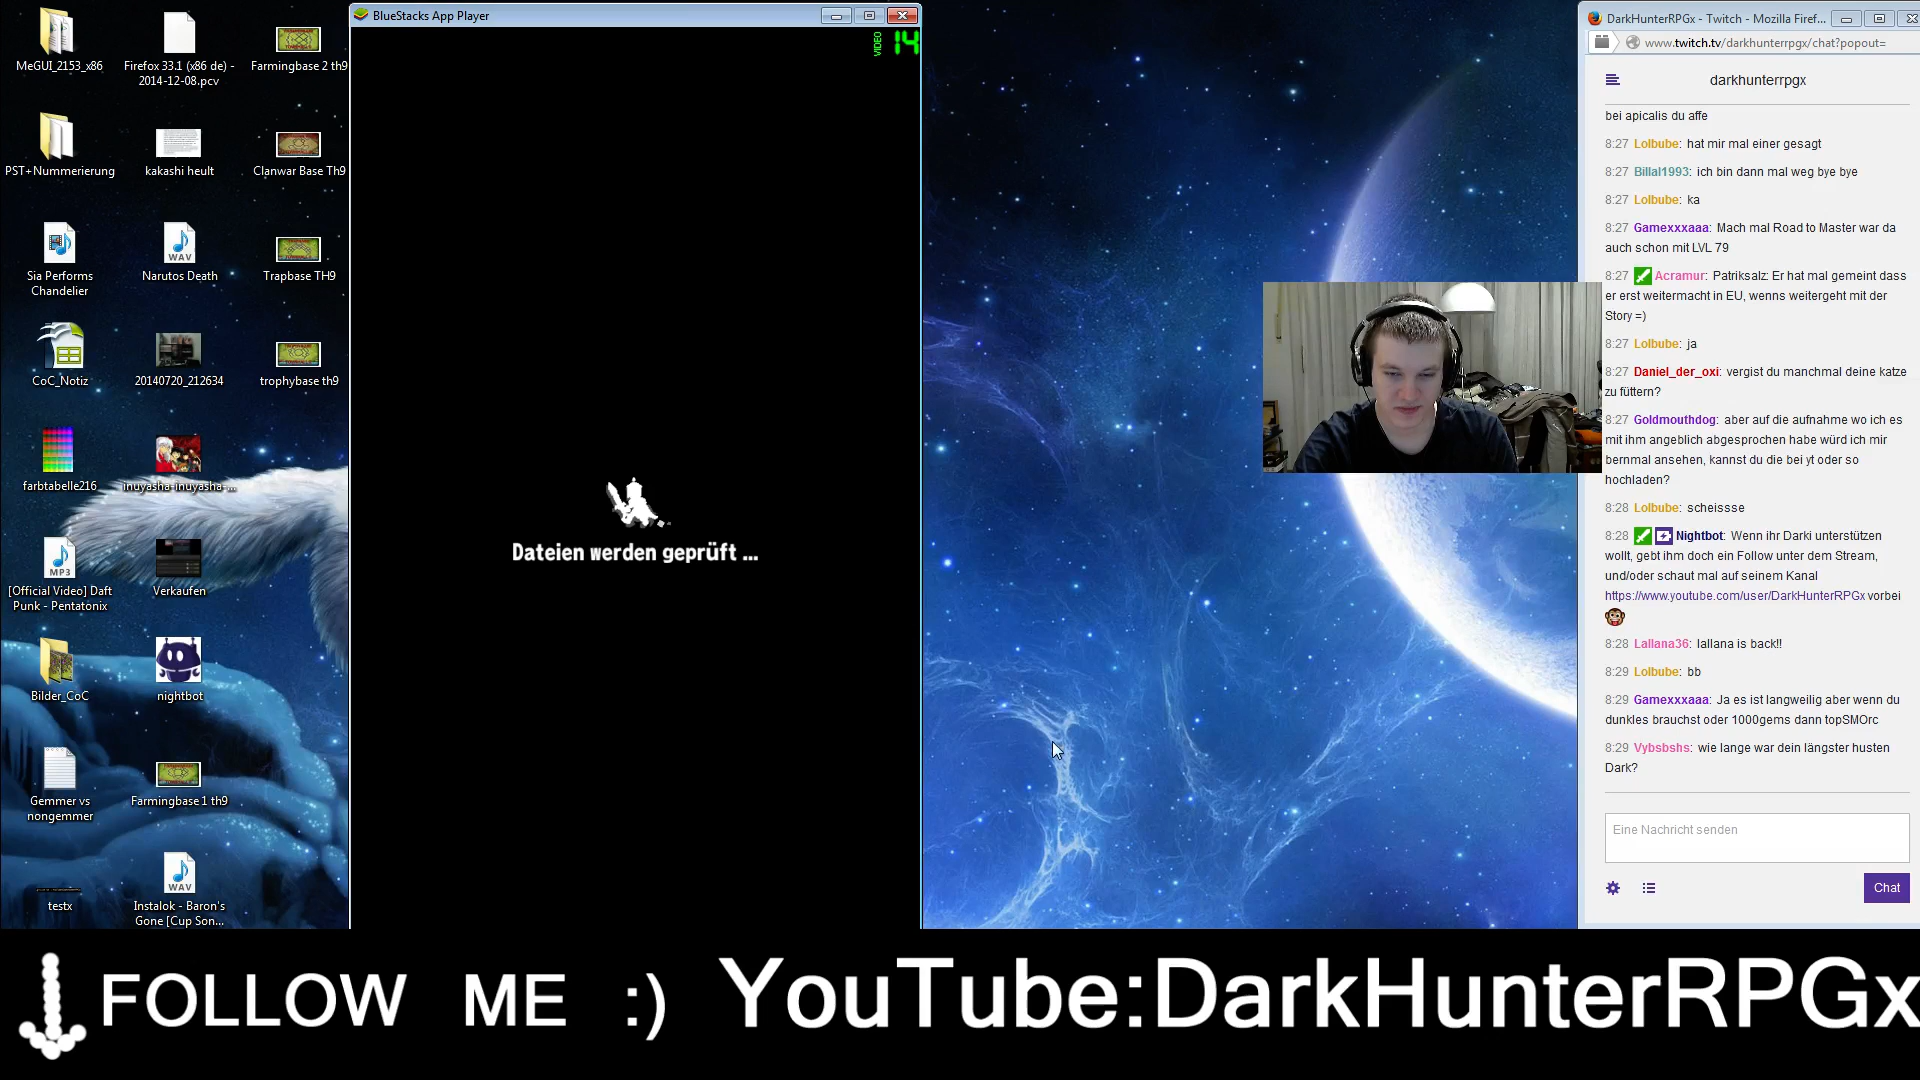 MeGUI_2153_x86
Firefox 33.1 (x86 de) -
2014-12-08.pcv
Farmingbase 2 th9
PST+Nummerierung
kakashi heult
Clanwar Base Th9
Sia Performs
Chandelier
WAV
Narutos Death
Trapbase TH9
CoC_Notiz
20140720_212634
trophybase th9
farbtabelle216
inuyasha-inuyasha-...
MP3
[Official Video] Daft
Punk - Pentatonix
Verkaufen
Bilder_CoC
nightbot
Gemmer vs
nongemmer
Farmingbase 1 th9
testx
WAV
Instalok - Baron's
Gone [Cup Son...
BlueStacks App Player
VIDEO
14
Dateien werden geprüft ...
DarkHunterRPGx - Twitch - Mozilla Firef...
www.twitch.tv/darkhunterrpgx/chat?popout=
darkhunterrpgx
bei apicalis du affe
8:27 Lolbube: hat mir mal einer gesagt
8:27 Billal1993: ich bin dann mal weg bye bye
8:27 Lolbube: ka
8:27 Gamexxxaaa: Mach mal Road to Master war da
auch schon mit LVL 79
8:27 Acramur: Patriksalz: Er hat mal gemeint dass
er erst weitermacht in EU, wenns weitergeht mit der
Story =)
8:27 Lolbube: ja
8:27 Daniel_der_oxi: vergist du manchmal deine katze
zu füttern?
8:27 Goldmouthdog: aber auf die aufnahme wo ich es
mit ihm angeblich abgesprochen habe würd ich mir
bernmal ansehen, kannst du die bei yt oder so
hochladen?
8:28 Lolbube: scheissse
8:28 Nightbot: Wenn ihr Darki unterstützen
wollt, gebt ihm doch ein Follow unter dem Stream,
und/oder schaut mal auf seinem Kanal
https://www.youtube.com/user/DarkHunterRPGx vorbei
8:28 Lallana36: lallana is back!!
8:29 Lolbube: bb
8:29 Gamexxxaaa: Ja es ist langweilig aber wenn du
dunkles brauchst oder 1000gems dann topSMOrc
8:29 Vybsbshs: wie lange war dein längster husten
Dark?
Eine Nachricht senden
Chat
FOLLOW ME :) YouTube:DarkHunterRPGx